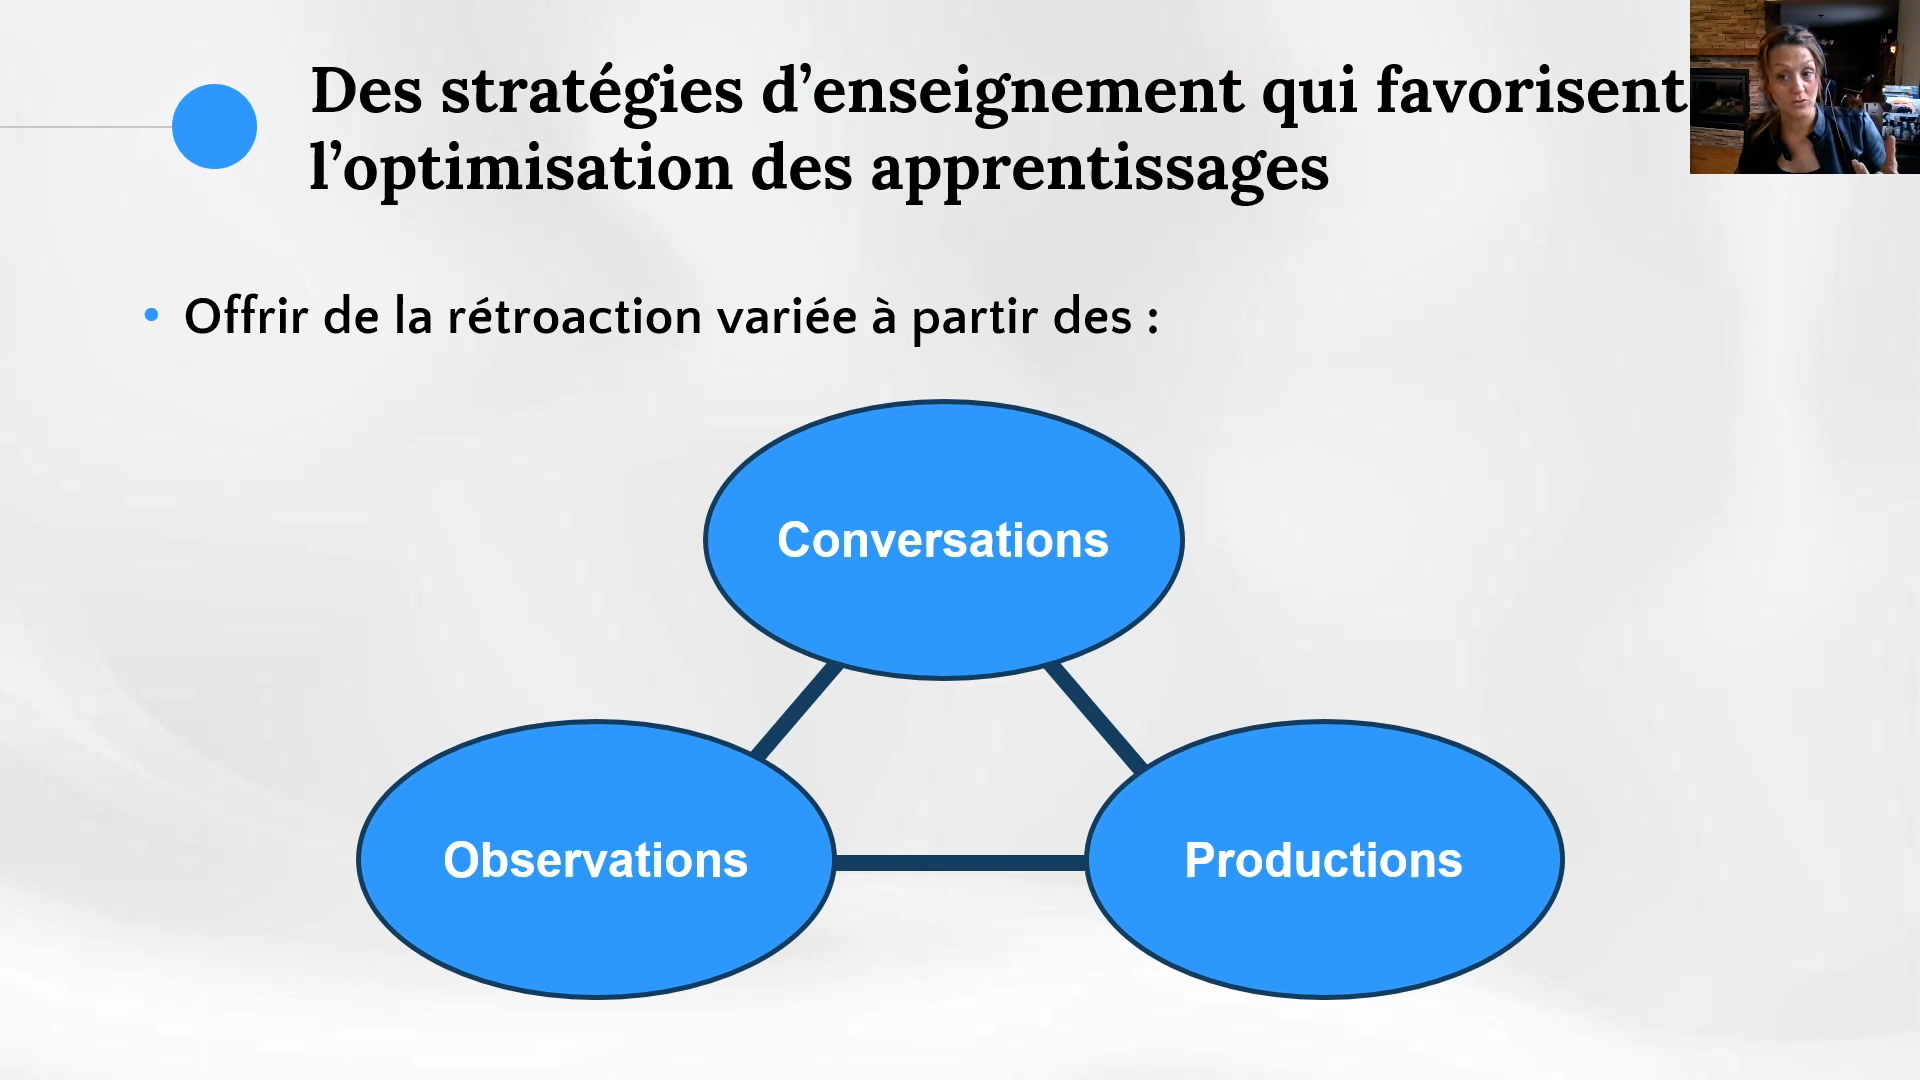 Des stratégies d’enseignement qui favorisent
l’optimisation des apprentissages
• Offrir de la rétroaction variée à partir des :
Conversations
Observations
Productions